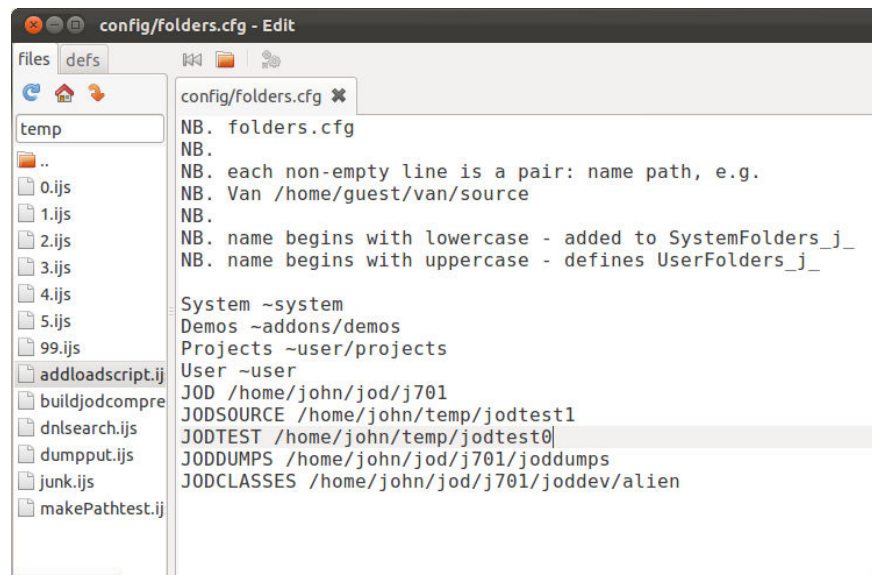 config/folders.cfg - Edit
files defs
config/folders.cfg
temp
..
0.ijs
1.ijs
2.ijs
3.ijs
4.ijs
5.ijs
99.ijs
addloadscript.ij
buildjodcompre
dnlsearch.ijs
dumpput.ijs
junk.ijs
makePathtest.ij
NB. folders.cfg
NB.
NB. each non-empty line is a pair: name path, e.g.
NB. Van /home/guest/van/source
NB.
NB. name begins with lowercase - added to SystemFolders_j_
NB. name begins with uppercase - defines UserFolders_j_
System ~system
Demos ~addons/demos
Projects ~user/projects
User ~user
JOD /home/john/jod/j701
JODSOURCE /home/john/temp/jodtest1
JODTEST /home/john/temp/jodtest0
JODDUMPS /home/john/jod/j701/joddumps
JODCLASSES /home/john/jod/j701/joddev/alien